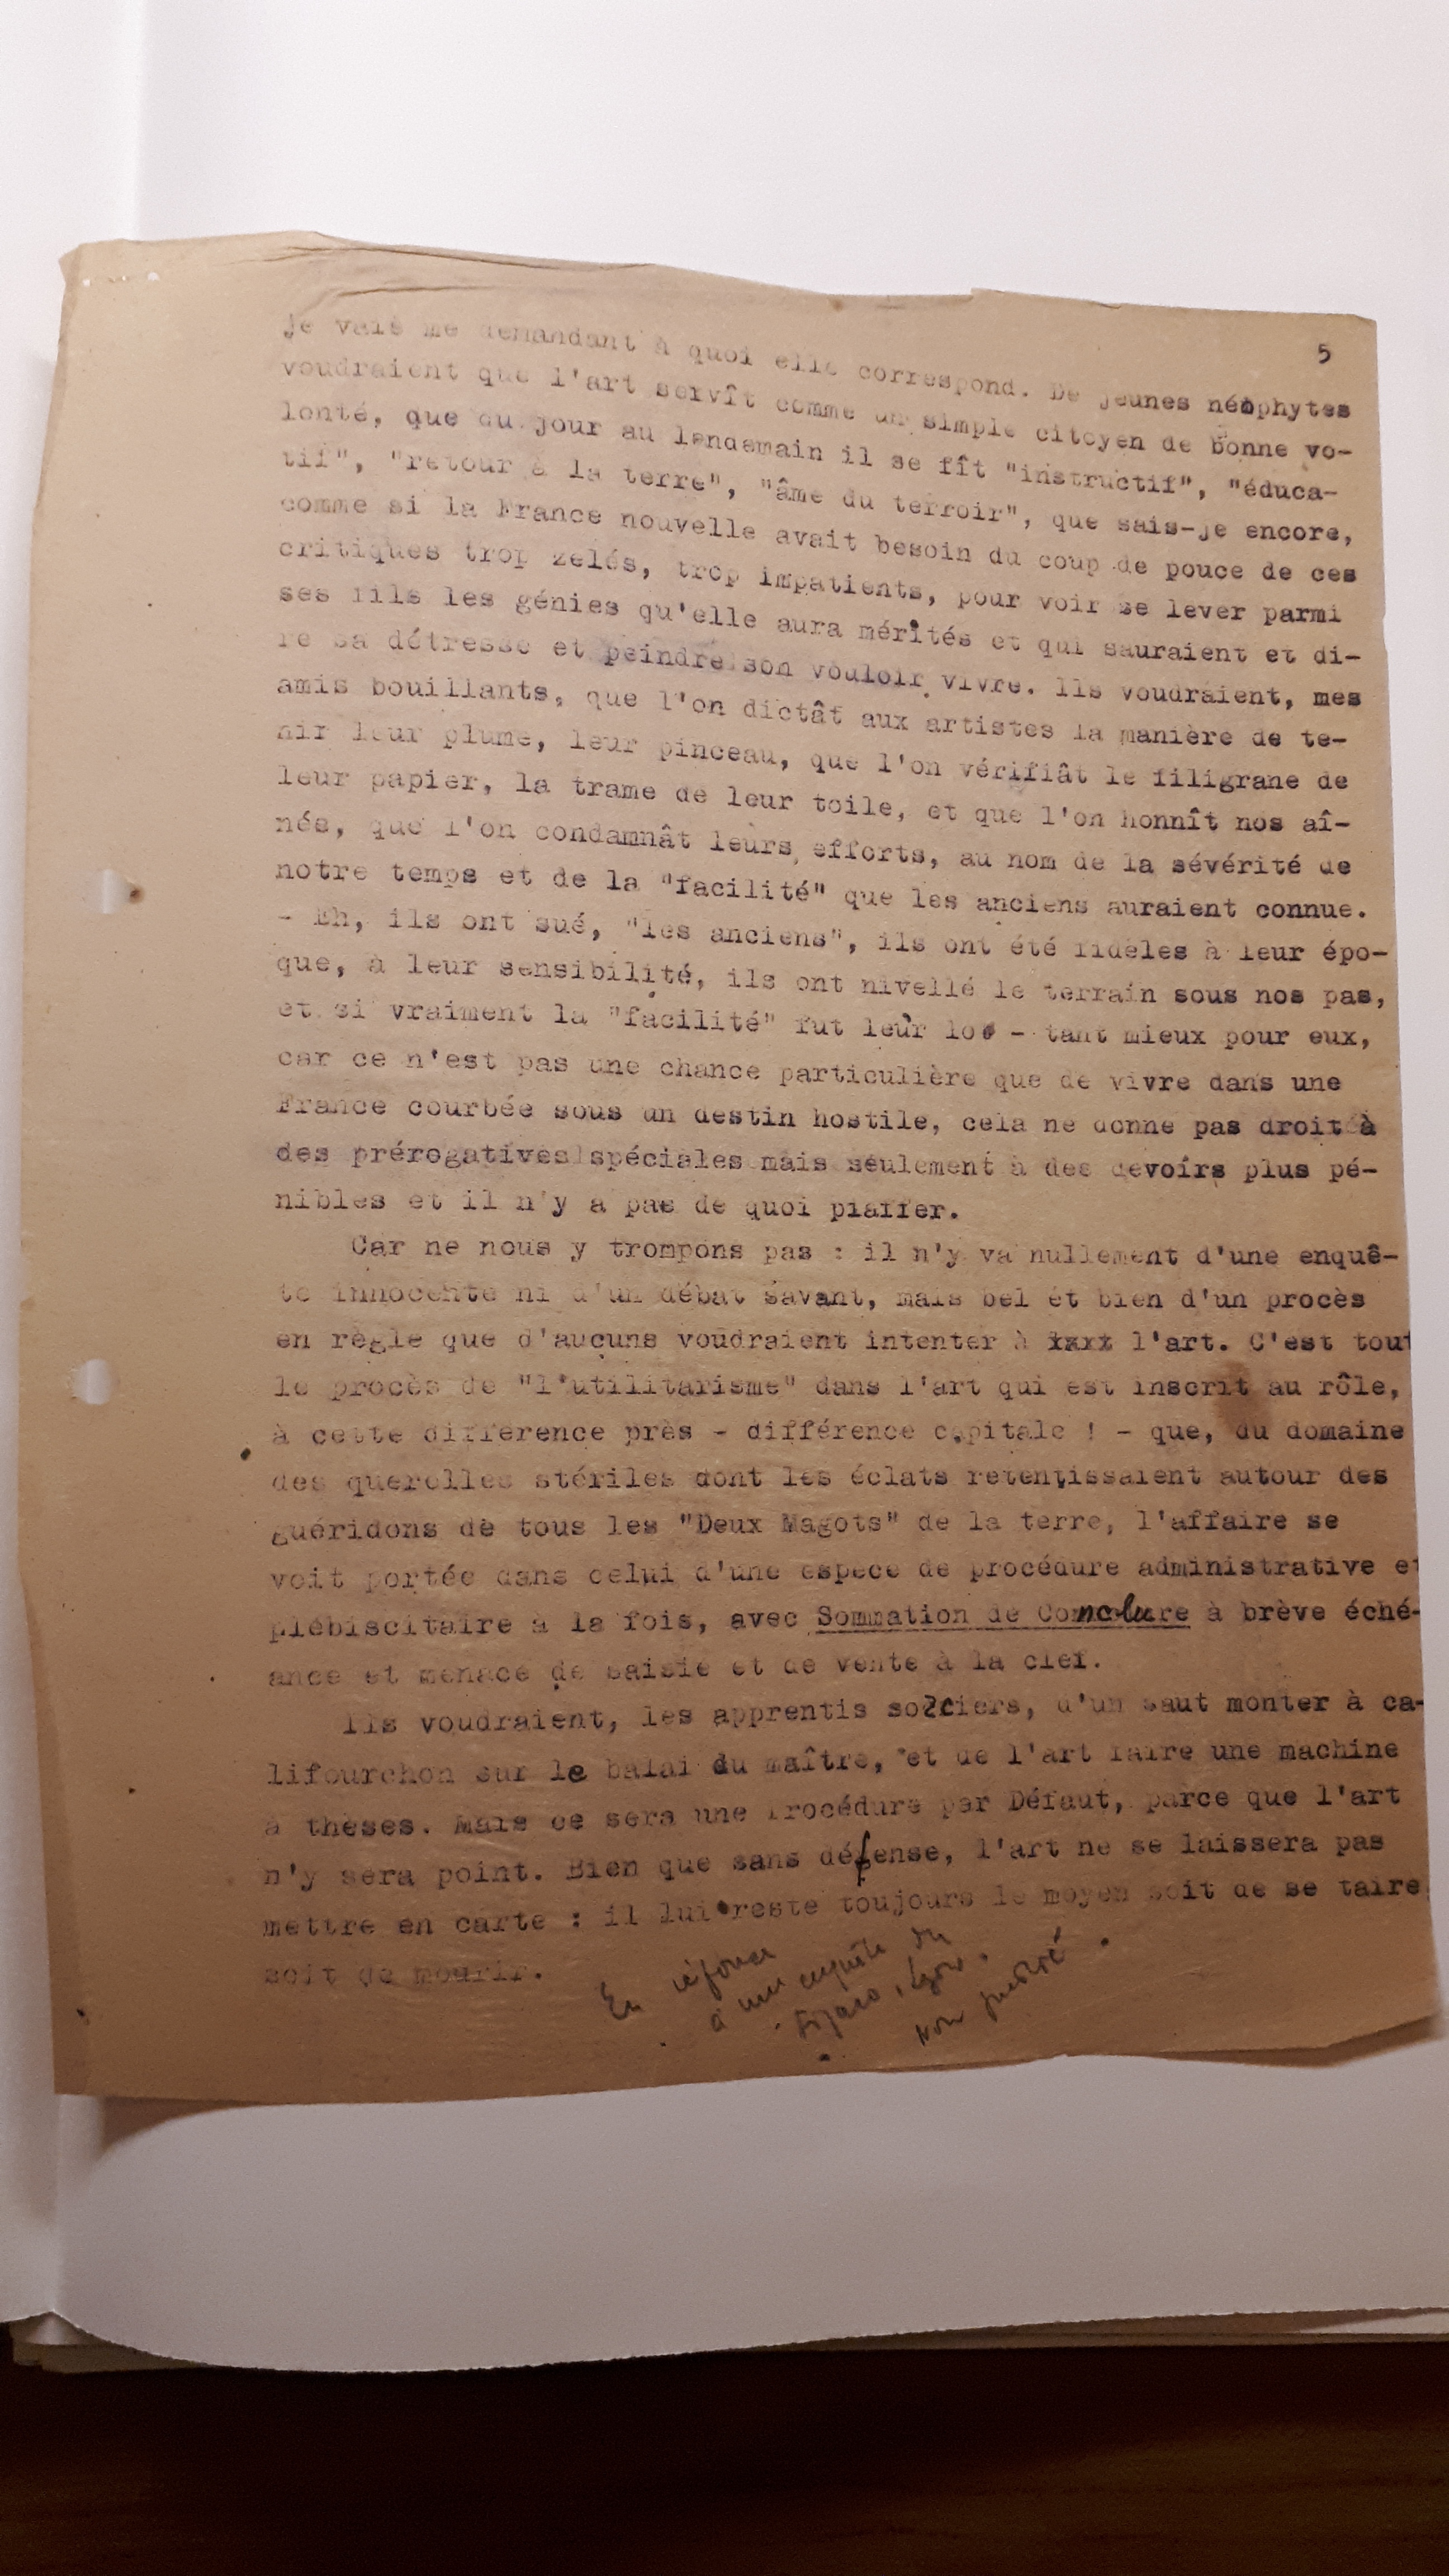 5
je vais me demandant à quoi elle correspond. De jeunes néophytes
voudraient que l'art servît comme un simple citoyen de bonne vo-
lonté, que du jour au lendemain il se fît "instructif", "éduca-
tif", "retour à la terre", "âme du terroir", que sais-je encore,
comme si la France nouvelle avait besoin du coup de pouce de ces
critiques trop zelés, trop impatients, pour voir se lever parmi
ses fils les génies qu'elle aura mérités et qui sauraient et di-
re sa détresse et peindre son vouloir vivre. Ils voudraient, mes
amis bouillants, que l'on dictât aux artistes la manière de te-
nir leur plume, leur pinceau, que l'on vérifiât le filigrane de
leur papier, la trame de leur toile, et que l'on honnît nos aî-
nés, que l'on condamnât leurs efforts, au nom de la sévérité de
notre temps et de la "facilité" que les anciens auraient connue.
- Eh, ils ont sué, "les anciens", ils ont été fidèles à leur épo-
que, à leur sensibilité, ils ont nivellé le terrain sous nos pas,
et si vraiment la "facilité" fut leur lot - tant mieux pour eux,
car ce n'est pas une chance particulière que de vivre dans une
France courbée sous un destin hostile, cela ne donne pas droit à
des prérogatives spéciales mais seulement à des devoirs plus pé-
nibles et il n'y a pas de quoi piaffer.
Car ne nous y trompons pas : il n'y va nullement d'une enquê-
te innocente ni d'un débat savant, mais bel et bien d'un procès
en règle que d'aucuns voudraient intenter à l'art. C'est tout
le procès de "l'utilitarisme" dans l'art qui est inscrit au rôle,
à cette différence près - différence capitale ! - que, du domaine
des querelles stériles dont les éclats retentissaient autour des
guéridons de tous les "Deux Magots" de la terre, l'affaire se
voit portée dans celui d'une espece de procédure administrative et
plébiscitaire à la fois, avec Sommation de Conclure à brève éché-
ance et menace de saisie et de vente à la clef.
Ils voudraient, les apprentis sorciers, d'un saut monter à ca-
lifourchon sur le balai du maître, et de l'art faire une machine
à thèses. Mais ce sera une Procédure par Défaut, parce que l'art
n'y sera point. Bien que sans défense, l'art ne se laissera pas
mettre en carte : il lui reste toujours le moyen soit de se taire
soit de mourir.
En réponse
à une enquête du
Figaro, Lyon.
Non publié.